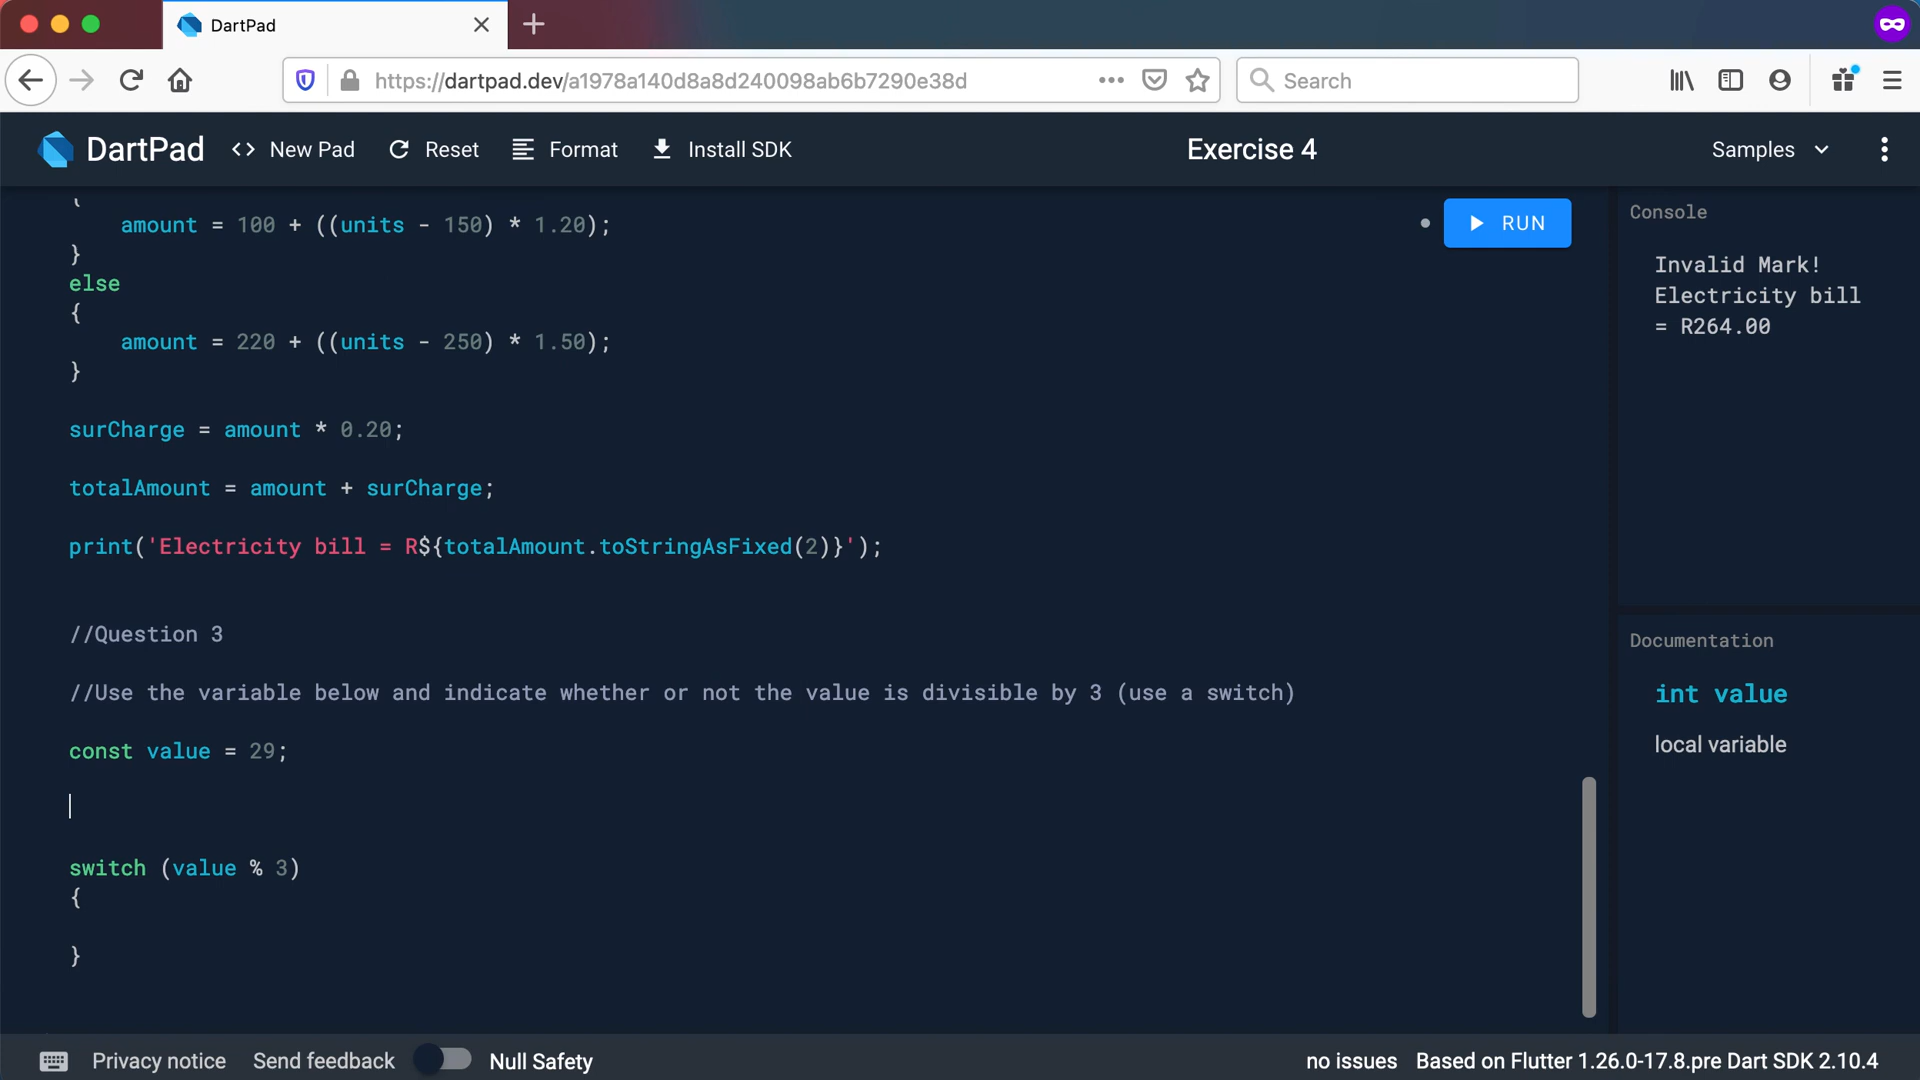 DartPad
https://dartpad.dev/a1978a140d8a8d240098ab6b7290e38d
Search
DartPad
New Pad
Reset
Format
Install SDK
Exercise 4
Samples
{
amount = 100 + ((units - 150) * 1.20);
}
else
{
amount = 220 + ((units - 250) * 1.50);
}
surCharge = amount * 0.20;
totalAmount = amount + surCharge;
print('Electricity bill = R${totalAmount.toStringAsFixed(2)}');
//Question 3
//Use the variable below and indicate whether or not the value is divisible by 3 (use a switch)
const value = 29;
switch (value % 3)
{
}
RUN
Console
Invalid Mark!
Electricity bill
= R264.00
Documentation
int value
local variable
Privacy notice
Send feedback
Null Safety
no issues
Based on Flutter 1.26.0-17.8.pre Dart SDK 2.10.4